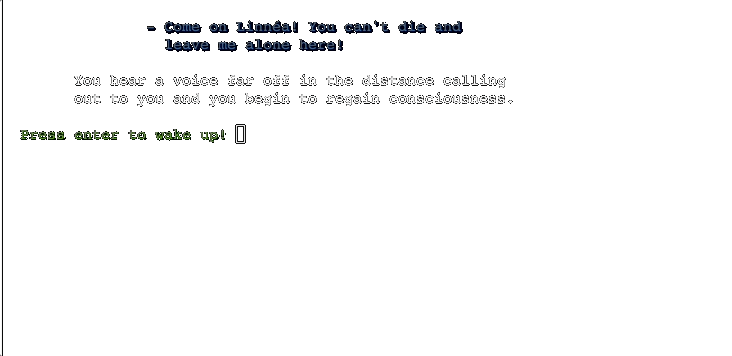 - Come on Linnéa! You can't die and
leave me alone here!
You hear a voice far off in the distance calling
out to you and you begin to regain consciousness.
Press enter to wake up!